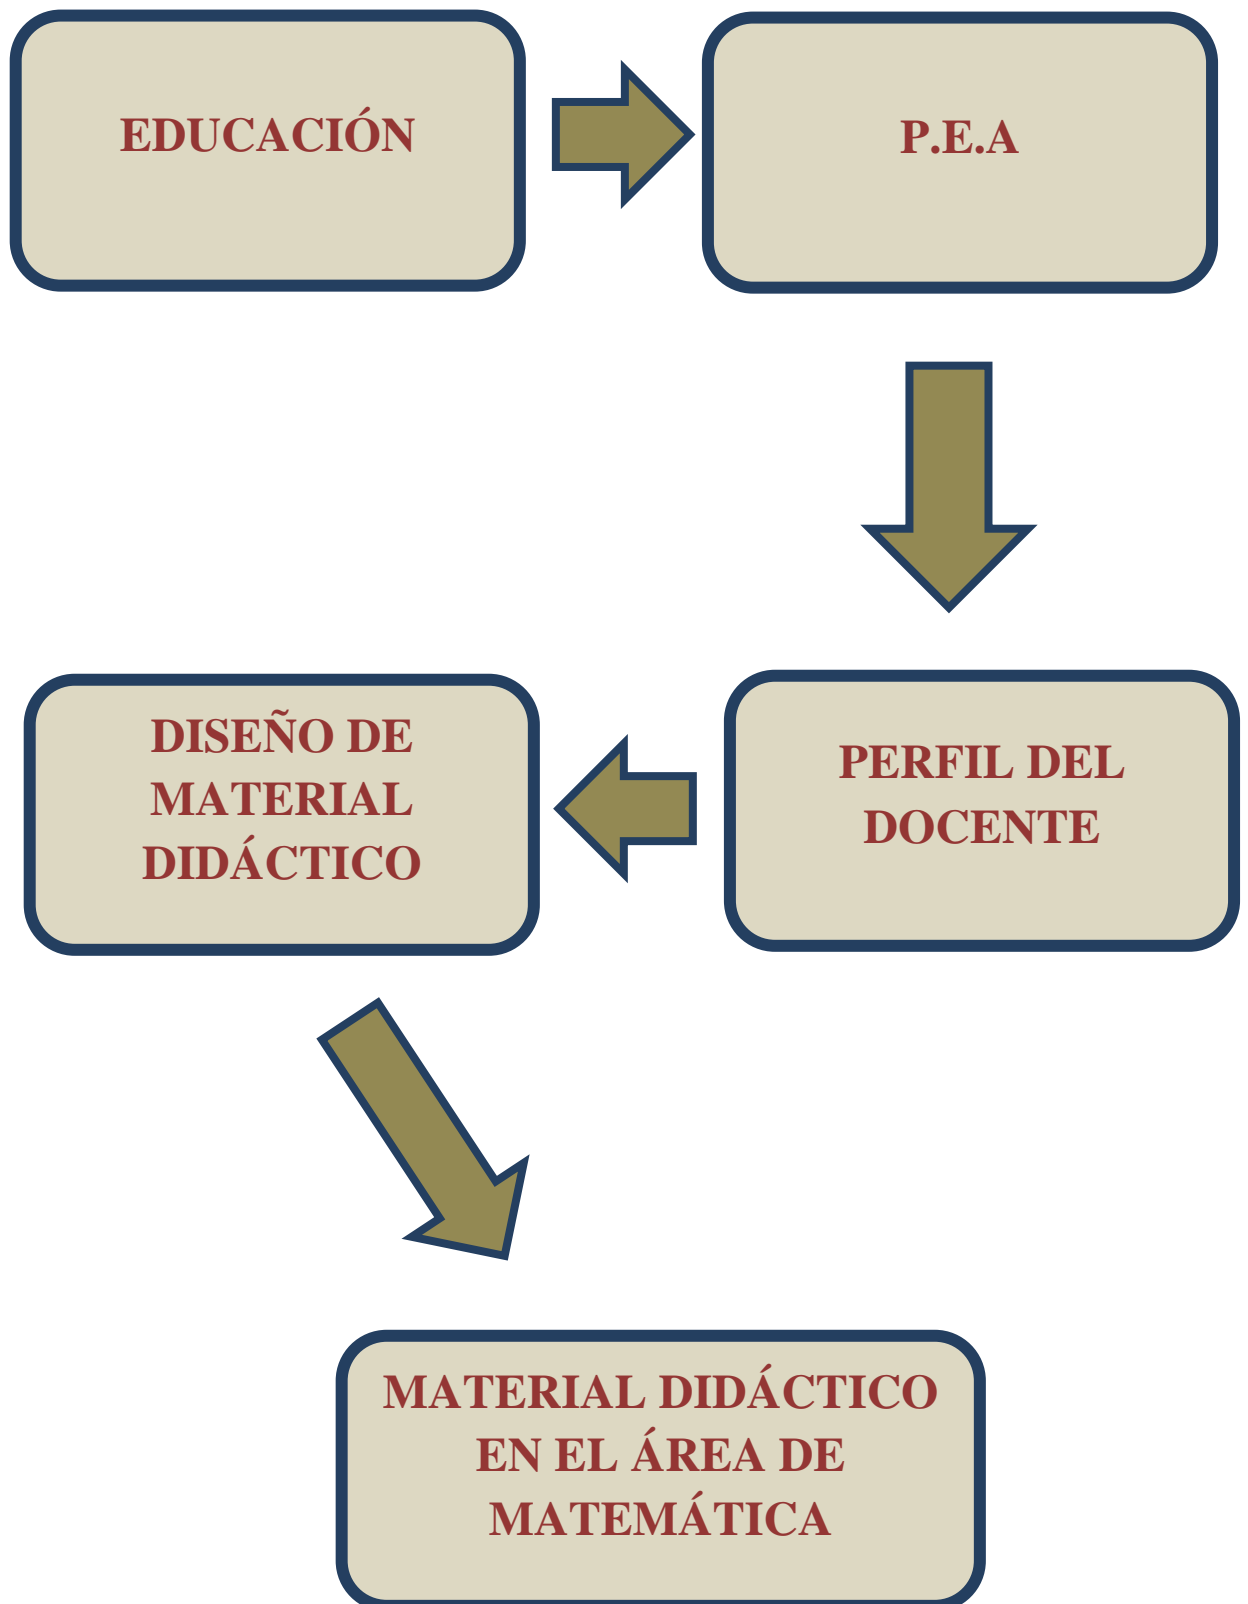 EDUCACIÓN
P.E.A
PERFIL DEL
DOCENTE
DISEÑO DE
MATERIAL
DIDÁCTICO
MATERIAL DIDÁCTICO
EN EL ÁREA DE
MATEMÁTICA